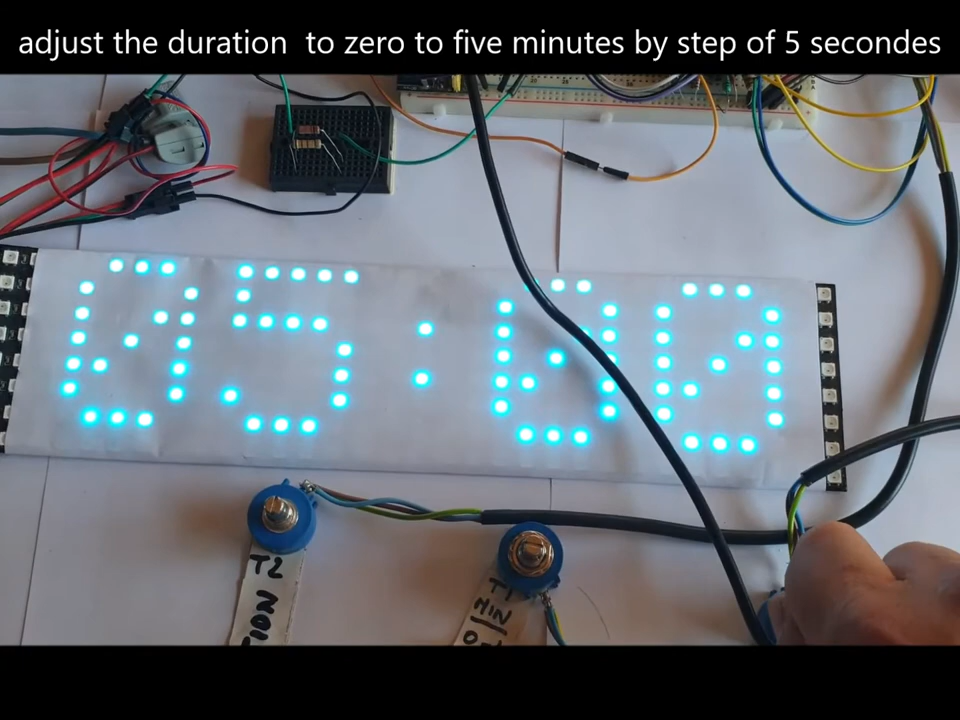 adjust the duration  to zero to five minutes by step of 5 secondes
05:00
T2
T1
MIN